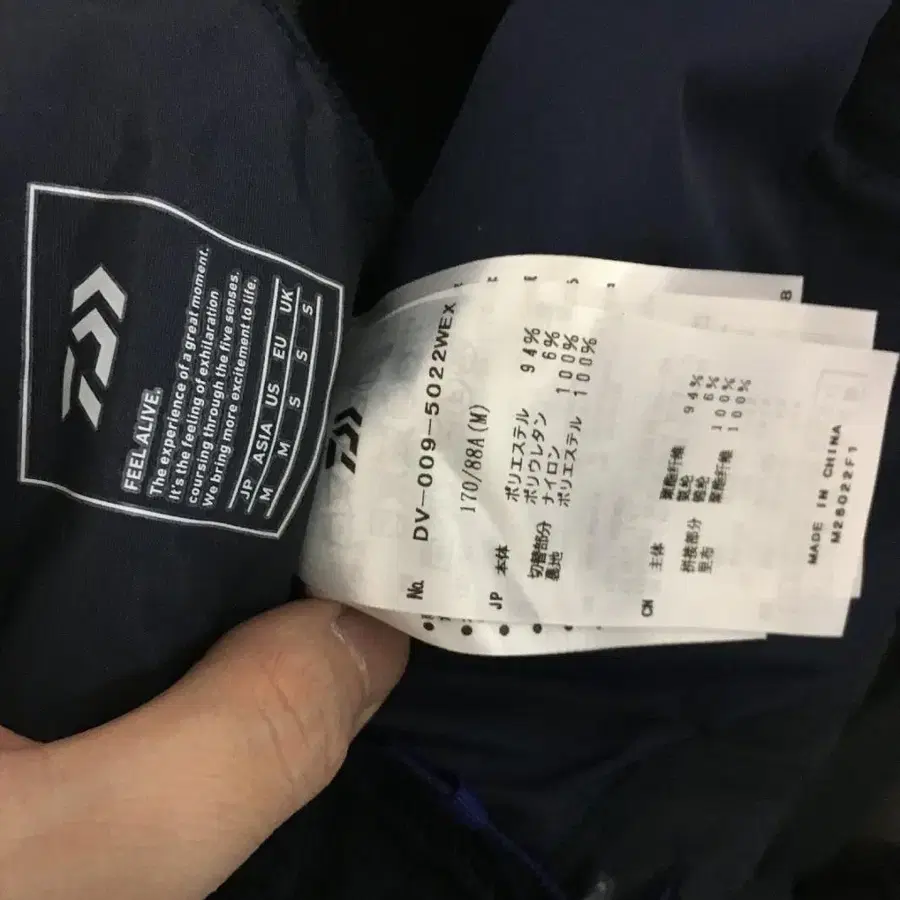 FEEL ALIVE.
The experience of a great moment.
It's the feeling of exhilaration
coursing through the five senses.
We bring more excitement to life.
JP ASIA US EU UK
M M S S S
No. DV-009-5022WEX
170/88A(M)
JP 本体 ポリエステル 94%
ポリウレタン 6%
切替部分 ナイロン 100%
裏地 ポリエステル 100%
CN 主体 聚酯纤维 94%
氨纶 6%
拼接部分 锦纶 100%
里布 聚酯纤维 100%
MADE IN CHINA
M25022F1